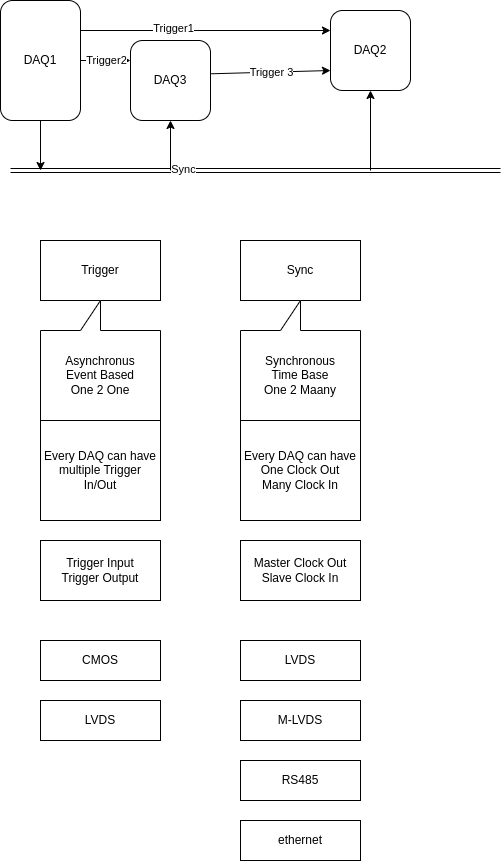 Trigger1
DAQ1
Trigger2
DAQ3
Trigger 3
DAQ2
Sync
Trigger
Sync
Asynchronus
Event Based
One 2 One
Synchronous
Time Base
One 2 Maany
Every DAQ can have
multiple Trigger
In/Out
Every DAQ can have
One Clock Out
Many Clock In
Trigger Input
Trigger Output
Master Clock Out
Slave Clock In
CMOS
LVDS
LVDS
M-LVDS
RS485
ethernet